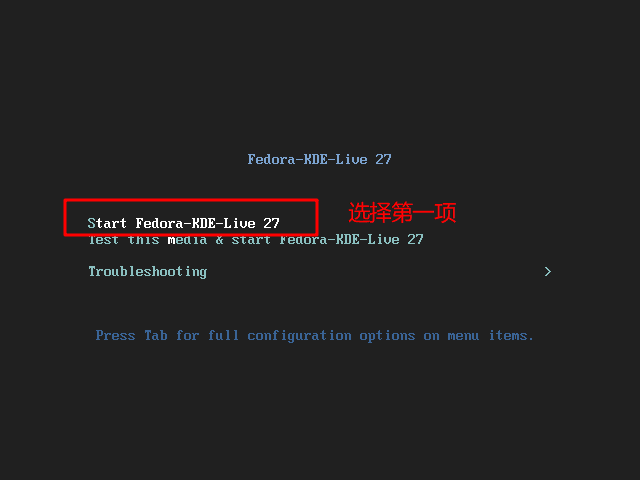 Fedora-KDE-Live 27
Start Fedora-KDE-Live 27
选择第一项
Test this media & start Fedora-KDE-Live 27
Troubleshooting >
Press Tab for full configuration options on menu items.